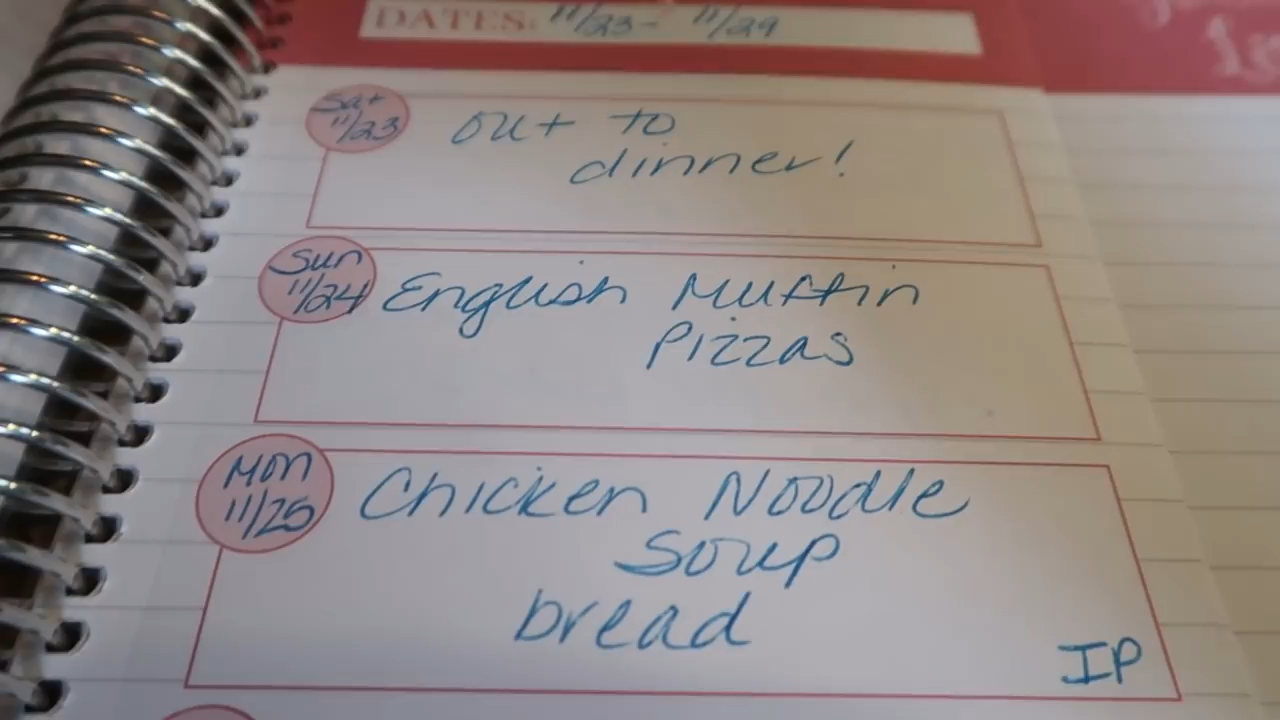 DATES: 11/23 - 11/29
Sat
11/23
out to
dinner!
Sun
11/24
English Muffin
Pizzas
Mon
11/25
Chicken Noodle
Soup
bread
IP